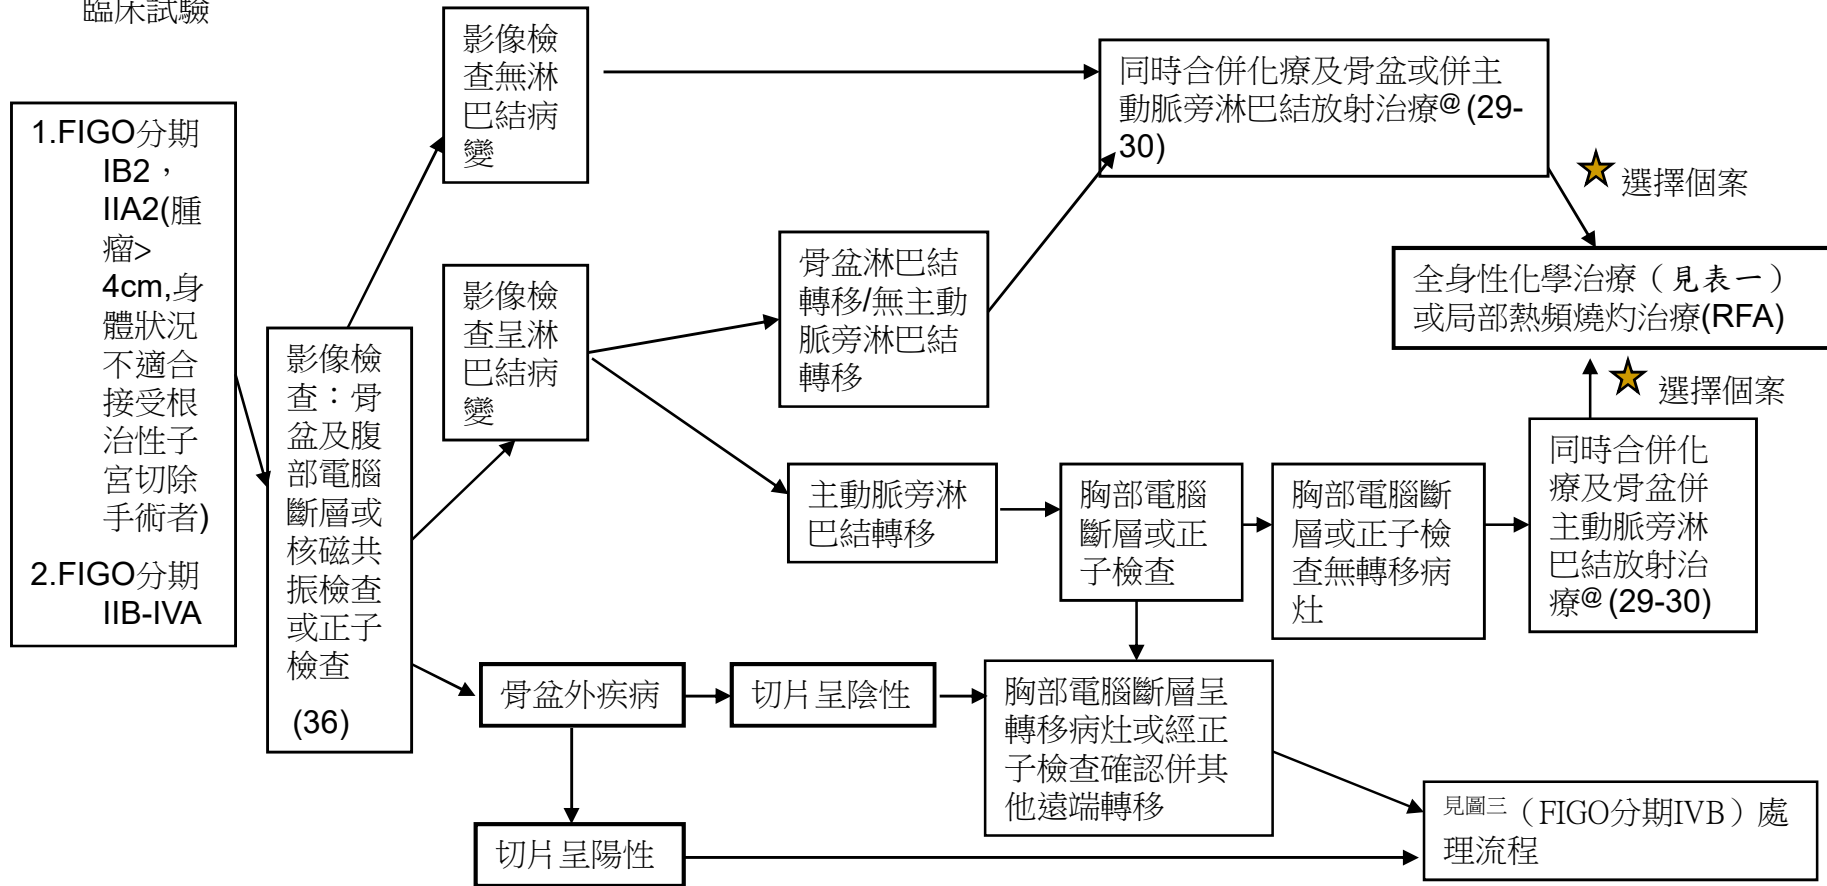 臨床試驗
1.FIGO分期
IB2，
IIA2(腫
瘤>
4cm,身
體狀況
不適合
接受根
治性子
宮切除
手術者)
2.FIGO分期
IIB-IVA
影像檢
查：骨
盆及腹
部電腦
斷層或
核磁共
振檢查
或正子
檢查
(36)
影像檢
查無淋
巴結病
變
影像檢
查呈淋
巴結病
變
骨盆淋巴結
轉移/無主動
脈旁淋巴結
轉移
同時合併化療及骨盆或併主
動脈旁淋巴結放射治療@ (29-
30)
選擇個案
全身性化學治療（見表一）
或局部熱頻燒灼治療(RFA)
選擇個案
主動脈旁淋
巴結轉移
胸部電腦
斷層或正
子檢查
胸部電腦斷
層或正子檢
查無轉移病
灶
同時合併化
療及骨盆併
主動脈旁淋
巴結放射治
療@ (29-30)
骨盆外疾病
切片呈陰性
胸部電腦斷層呈
轉移病灶或經正
子檢查確認併其
他遠端轉移
切片呈陽性
見圖三（FIGO分期IVB）處
理流程